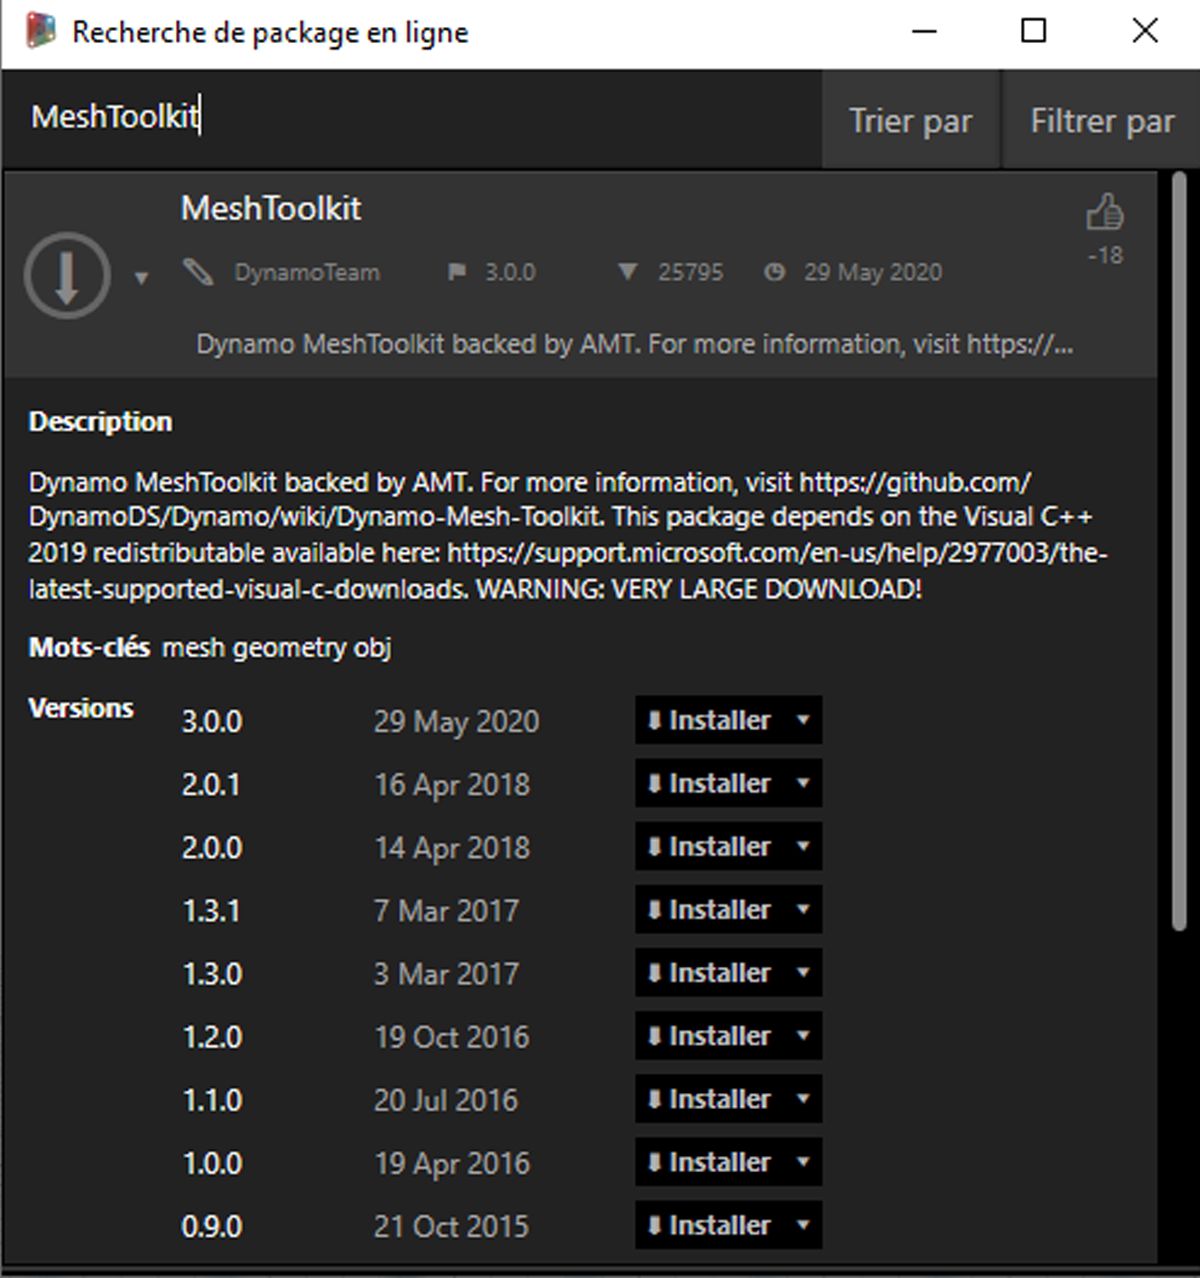 Recherche de package en ligne
MeshToolkit
Trier par
Filtrer par
MeshToolkit
DynamoTeam 3.0.0 25795 29 May 2020
-18
Dynamo MeshToolkit backed by AMT. For more information, visit https://...
Description
Dynamo MeshToolkit backed by AMT. For more information, visit https://github.com/
DynamoDS/Dynamo/wiki/Dynamo-Mesh-Toolkit. This package depends on the Visual C++
2019 redistributable available here: https://support.microsoft.com/en-us/help/2977003/the-
latest-supported-visual-c-downloads. WARNING: VERY LARGE DOWNLOAD!
Mots-clés mesh geometry obj
Versions
3.0.0 29 May 2020 Installer
2.0.1 16 Apr 2018 Installer
2.0.0 14 Apr 2018 Installer
1.3.1 7 Mar 2017 Installer
1.3.0 3 Mar 2017 Installer
1.2.0 19 Oct 2016 Installer
1.1.0 20 Jul 2016 Installer
1.0.0 19 Apr 2016 Installer
0.9.0 21 Oct 2015 Installer